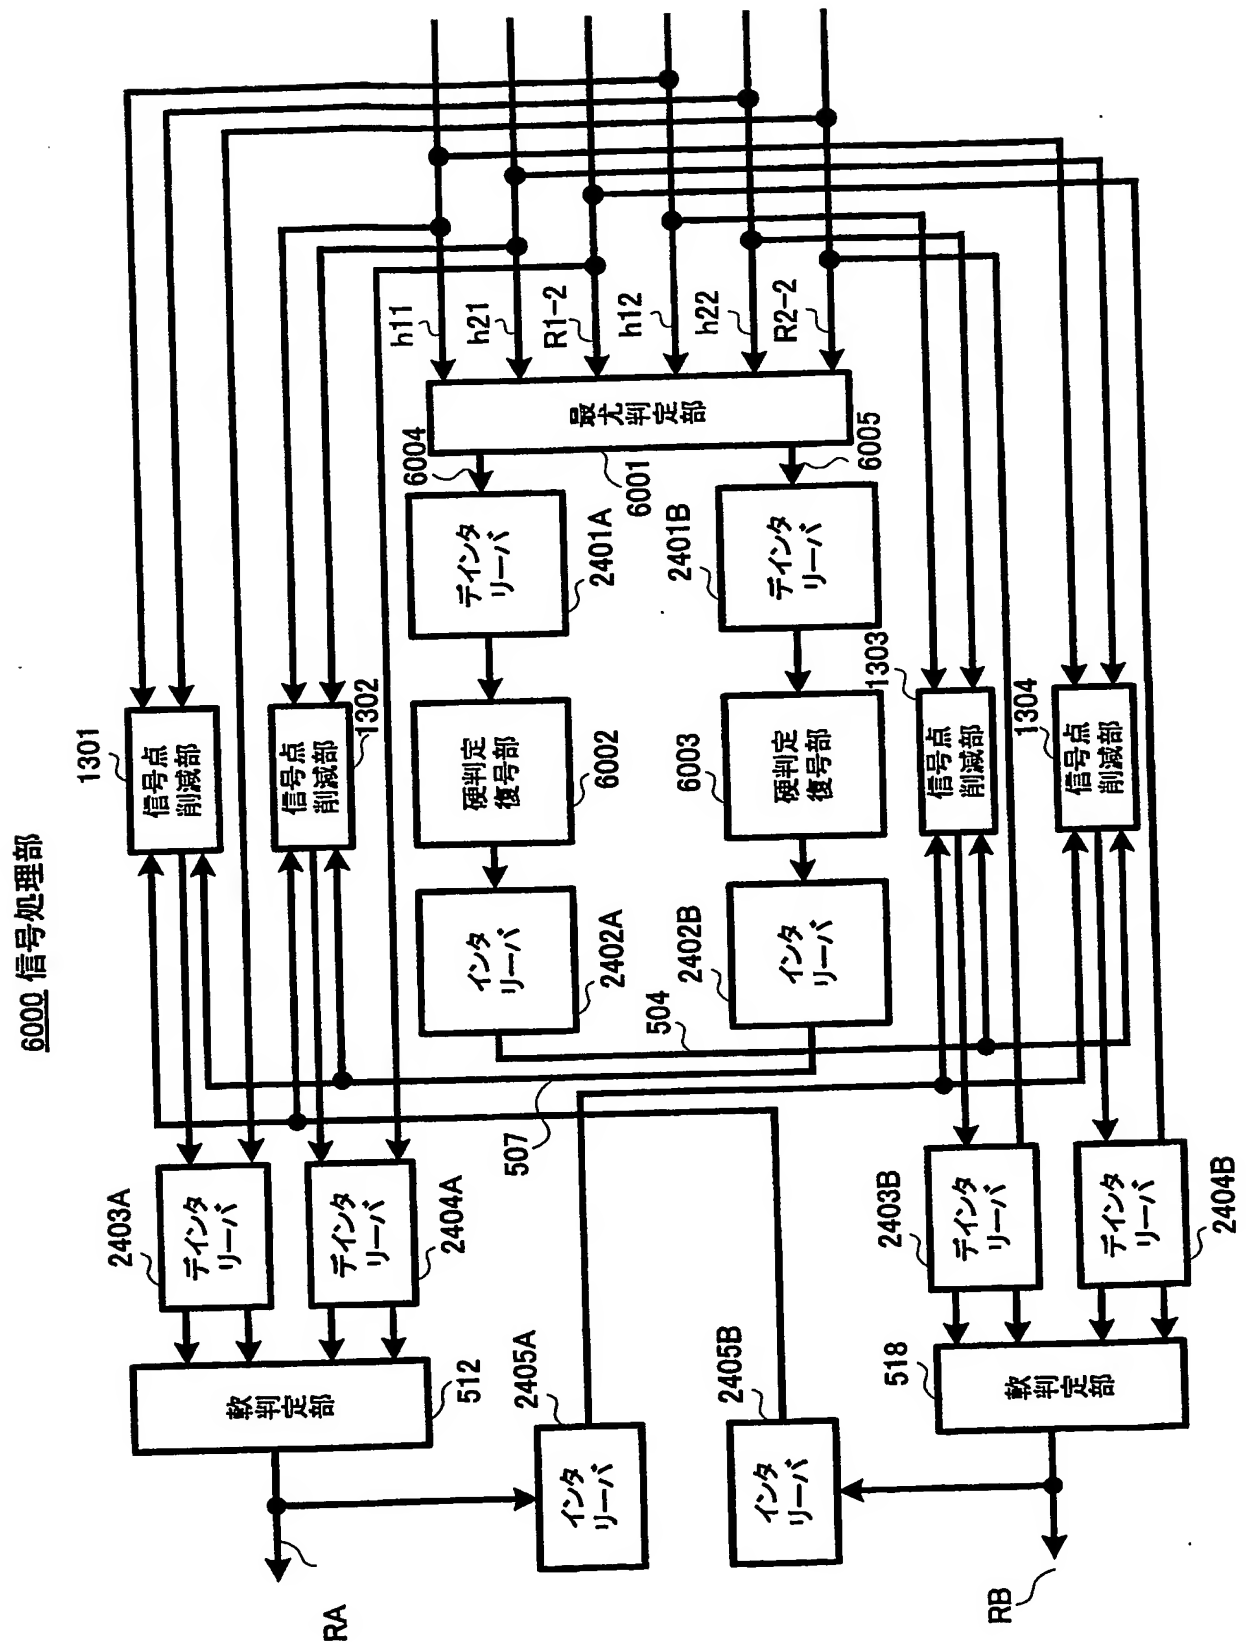 6000 信号処理部
1301
信号点
削減部
1302
信号点
削減部
2403A
デインタ
リーバ
2404A
デインタ
リーバ
512
軟判定部
RA
2405A
インタ
リーバ
2405B
インタ
リーバ
507
504
2402A
インタ
リーバ
2402B
インタ
リーバ
6002
硬判定
復号部
6003
硬判定
復号部
2401A
デインタ
リーバ
2401B
デインタ
リーバ
6004
6001
6005
最尤判定部
h11
h21
R1-2
h12
h22
R2-2
1303
信号点
削減部
1304
信号点
削減部
2403B
デインタ
リーバ
2404B
デインタ
リーバ
518
軟判定部
RB